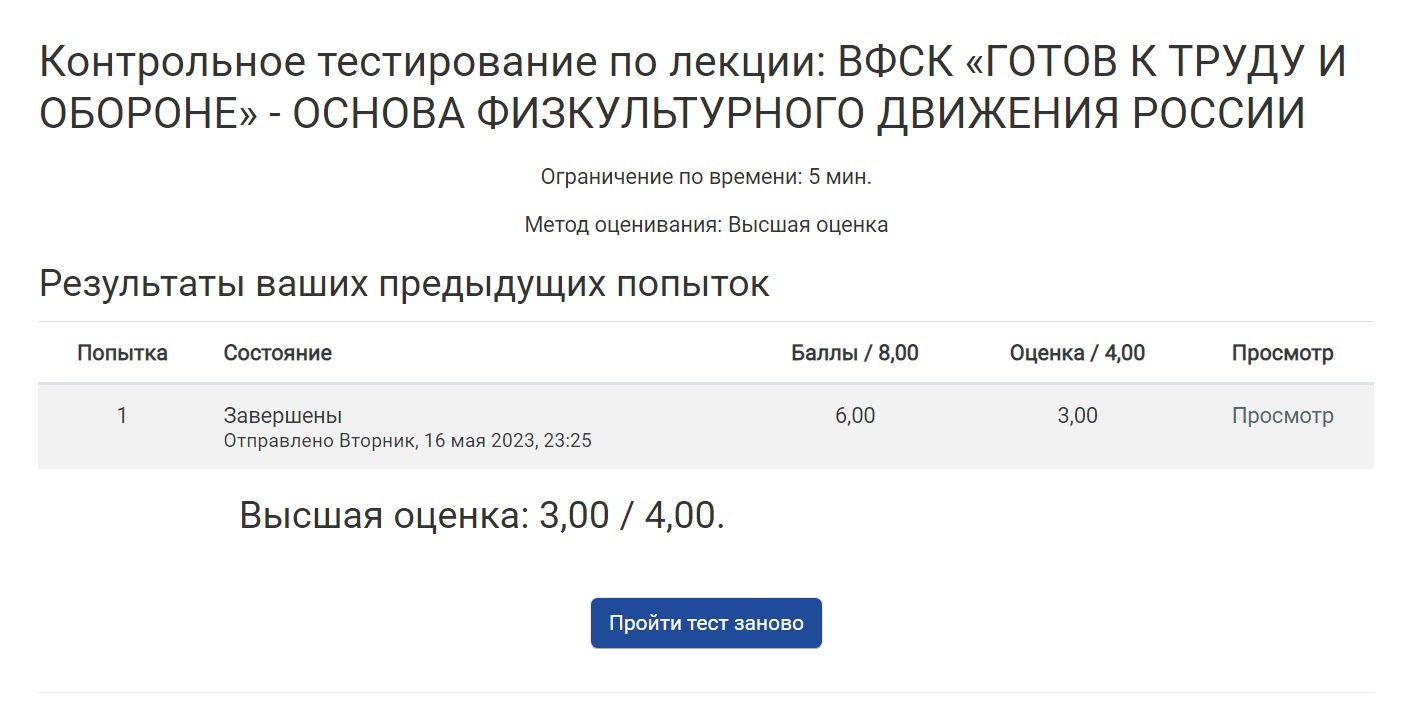 Контрольное тестирование по лекции: ВФСК «ГОТОВ К ТРУДУ И
ОБОРОНЕ» - ОСНОВА ФИЗКУЛЬТУРНОГО ДВИЖЕНИЯ РОССИИ
Ограничение по времени: 5 мин.
Метод оценивания: Высшая оценка
Результаты ваших предыдущих попыток
Попытка Состояние Баллы / 8,00 Оценка / 4,00 Просмотр
1 Завершены 6,00 3,00 Просмотр
Отправлено Вторник, 16 мая 2023, 23:25
Высшая оценка: 3,00 / 4,00.
Пройти тест заново